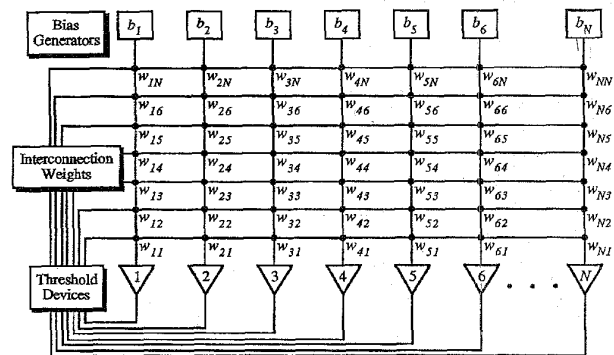 Bias Generators b1 b2 b3 b4 b5 b6 bN
w1N w2N w3N w4N w5N w6N wNN
w16 w26 w36 w46 w56 w66 wN6
w15 w25 w35 w45 w55 w65 wN5
Interconnection Weights
w14 w24 w34 w44 w54 w64 wN4
w13 w23 w33 w43 w53 w63 wN3
w12 w22 w32 w42 w52 w62 wN2
w11 w21 w31 w41 w51 w61 wN1
Threshold Devices
1 2 3 4 5 6 . . . N